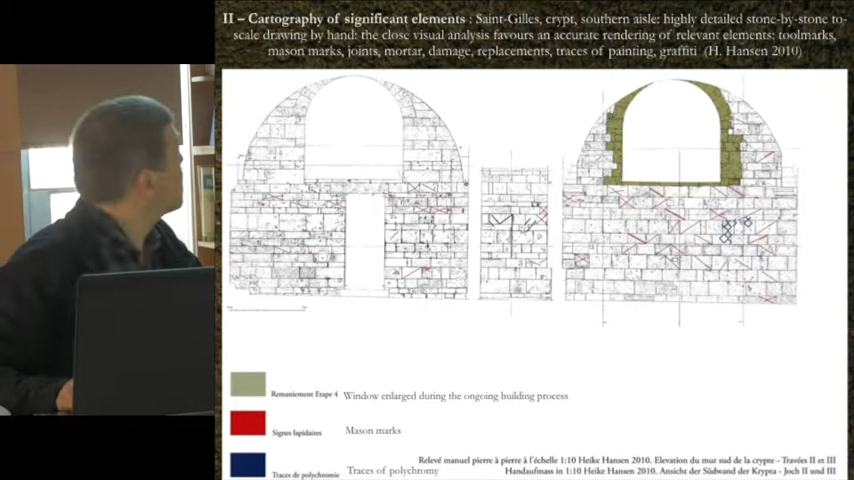 II – Cartography of significant elements : Saint-Gilles, crypt, southern aisle: highly detailed stone-by-stone to-
scale drawing by hand: the close visual analysis favours an accurate rendering of relevant elements: toolmarks,
mason marks, joints, mortar, damage, replacements, traces of painting, graffiti (H. Hansen 2010)
Remaniement Etape 4 Window enlarged during the ongoing building process
Signes lapidaires Mason marks
Relevé manuel pierre à pierre à l'échelle 1:10 Heike Hansen 2010. Elevation du mur sud de la crypte - Travées II et III
Handaufmass in 1:10 Heike Hansen 2010. Ansicht der Südwand der Krypta - Joch II und III
Traces de polychromie Traces of polychromy